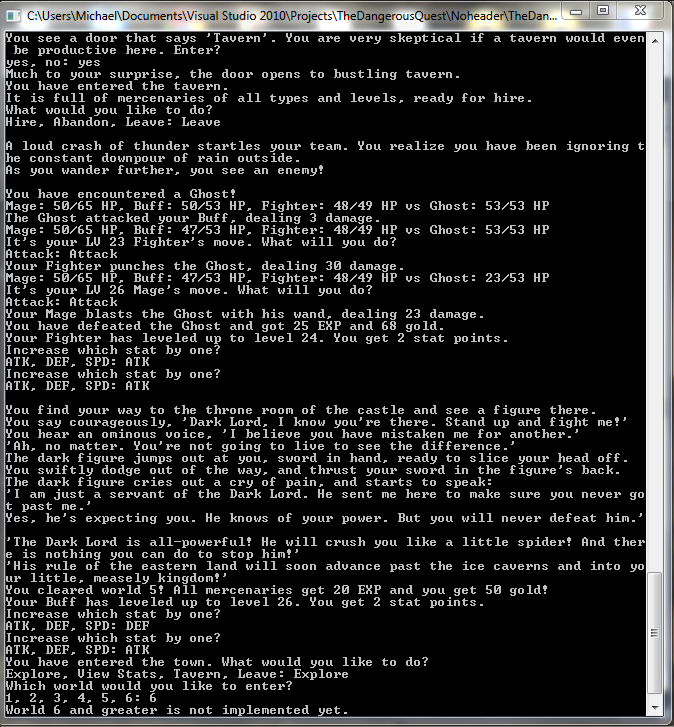 C:\Users\Michael\Documents\Visual Studio 2010\Projects\TheDangerousQuest\Noheader\TheDan...
You see a door that says 'Tavern'. You are very skeptical if a tavern would even
 be productive here. Enter?
yes, no: yes
Much to your surprise, the door opens to bustling tavern.
You have entered the tavern.
It is full of mercenaries of all types and levels, ready for hire.
What would you like to do?
Hire, Abandon, Leave: Leave

A loud crash of thunder startles your team. You realize you have been ignoring t
he constant downpour of rain outside.
As you wander further, you see an enemy!

You have encountered a Ghost!
Mage: 50/65 HP, Buff: 50/53 HP, Fighter: 48/49 HP vs Ghost: 53/53 HP
The Ghost attacked your Buff, dealing 3 damage.
Mage: 50/65 HP, Buff: 47/53 HP, Fighter: 48/49 HP vs Ghost: 53/53 HP
It's your LV 23 Fighter's move. What will you do?
Attack: Attack
Your Fighter punches the Ghost, dealing 30 damage.
Mage: 50/65 HP, Buff: 47/53 HP, Fighter: 48/49 HP vs Ghost: 23/53 HP
It's your LV 26 Mage's move. What will you do?
Attack: Attack
Your Mage blasts the Ghost with his wand, dealing 23 damage.
You have defeated the Ghost and got 25 EXP and 68 gold.
Your Fighter has leveled up to level 24. You get 2 stat points.
Increase which stat by one?
ATK, DEF, SPD: ATK
Increase which stat by one?
ATK, DEF, SPD: ATK

You find your way to the throne room of the castle and see a figure there.
You say courageously, 'Dark Lord, I know you're there. Stand up and fight me!'
You hear an ominous voice, 'I believe you have mistaken me for another.'
'Ah, no matter. You're not going to live to see the difference.'
The dark figure jumps out at you, sword in hand, ready to slice your head off.
You swiftly dodge out of the way, and thrust your sword in the figure's back.
The dark figure cries out a cry of pain, and starts to speak:
'I am just a servant of the Dark Lord. He sent me here to make sure you never go
t past me.'
Yes, he's expecting you. He knows of your power. But you will never defeat him.'

'The Dark Lord is all-powerful! He will crush you like a little spider! And ther
e is nothing you can do to stop him!'
'His rule of the eastern land will soon advance past the ice caverns and into yo
ur little, measely kingdom!'
You cleared world 5! All mercenaries get 20 EXP and you get 50 gold!
Your Buff has leveled up to level 26. You get 2 stat points.
Increase which stat by one?
ATK, DEF, SPD: DEF
Increase which stat by one?
ATK, DEF, SPD: ATK
You have entered the town. What would you like to do?
Explore, View Stats, Tavern, Leave: Explore
Which world would you like to enter?
1, 2, 3, 4, 5, 6: 6
World 6 and greater is not implemented yet.